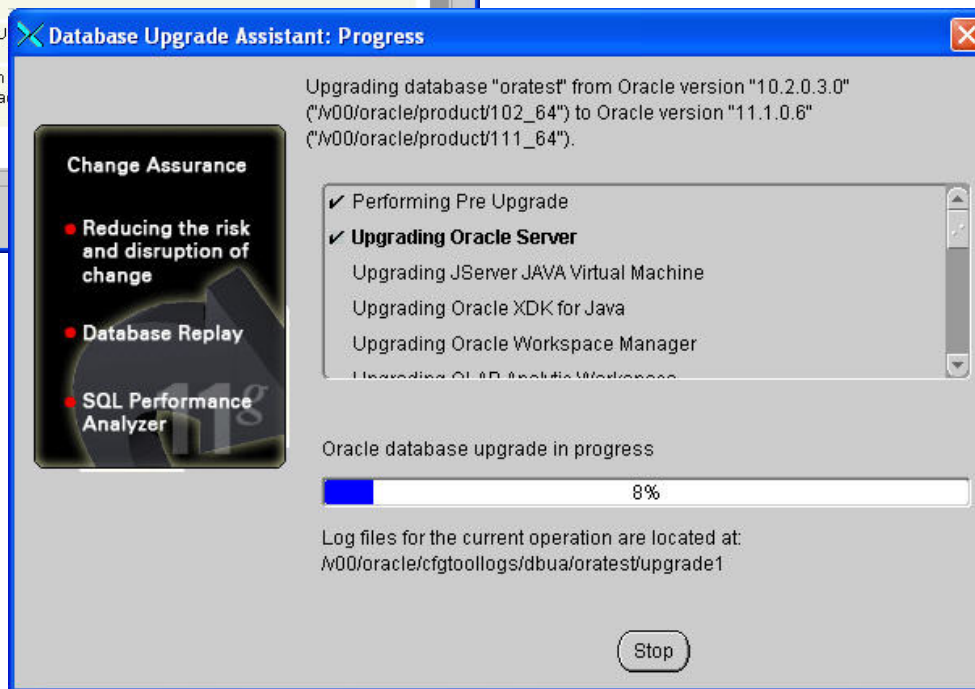 Database Upgrade Assistant: Progress
Upgrading database "oratest" from Oracle version "10.2.0.3.0"
("/v00/oracle/product/102_64") to Oracle version "11.1.0.6"
("/v00/oracle/product/111_64").
Change Assurance
Reducing the risk
and disruption of
change
Database Replay
SQL Performance
Analyzer
11g
✔ Performing Pre Upgrade
✔ Upgrading Oracle Server
Upgrading JServer JAVA Virtual Machine
Upgrading Oracle XDK for Java
Upgrading Oracle Workspace Manager
Upgrading OLAP Analytic Workspace
Oracle database upgrade in progress
8%
Log files for the current operation are located at:
/v00/oracle/cfgtoollogs/dbua/oratest/upgrade1
Stop